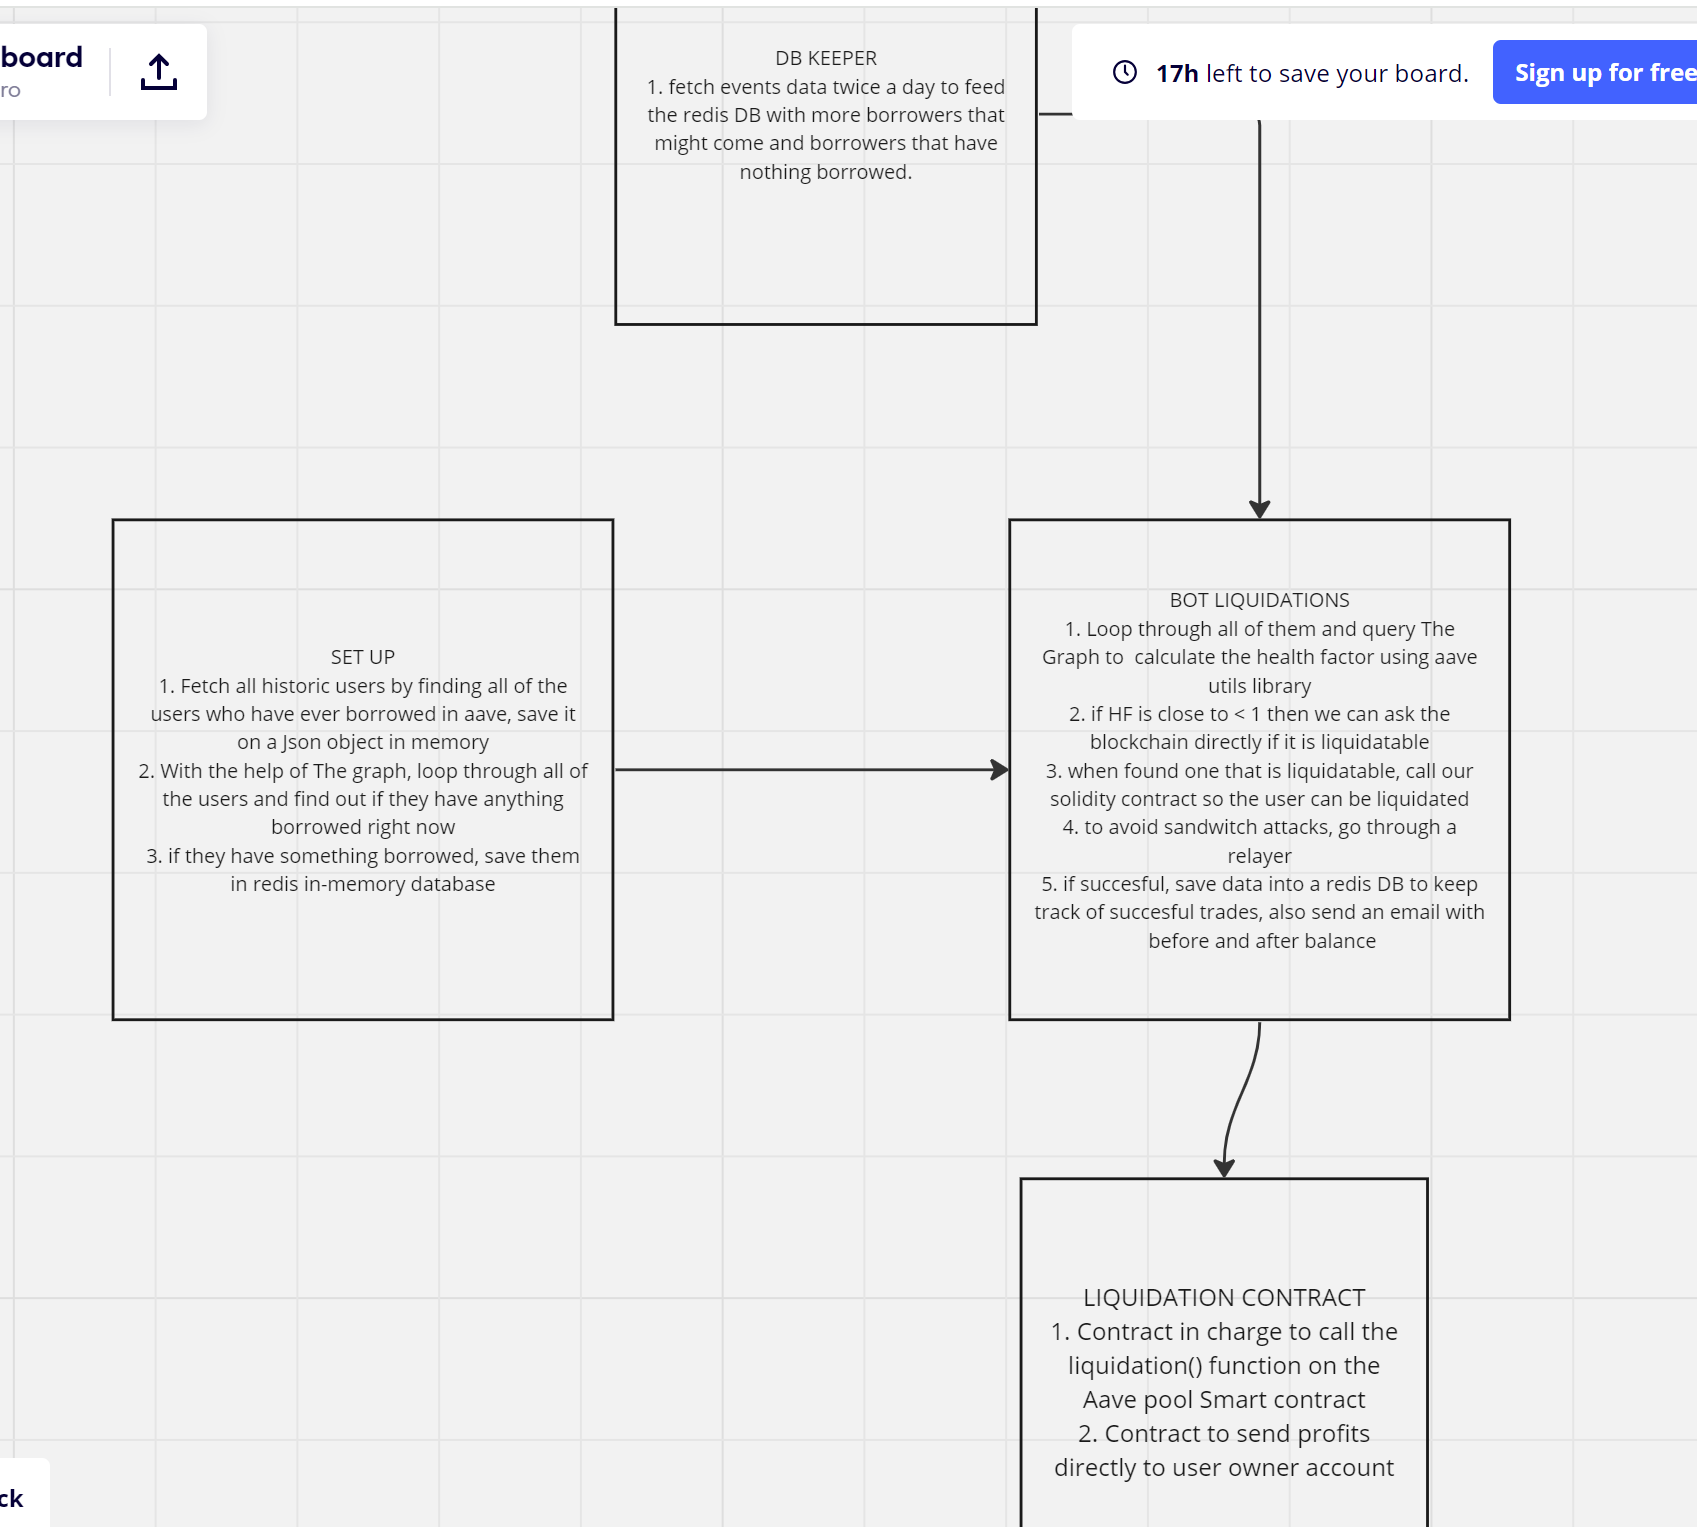 board
ro
17h left to save your board.
Sign up for free
DB KEEPER
1. fetch events data twice a day to feed
the redis DB with more borrowers that
might come and borrowers that have
nothing borrowed.
SET UP
1. Fetch all historic users by finding all of the
users who have ever borrowed in aave, save it
on a Json object in memory
2. With the help of The graph, loop through all of
the users and find out if they have anything
borrowed right now
3. if they have something borrowed, save them
in redis in-memory database
BOT LIQUIDATIONS
1. Loop through all of them and query The
Graph to  calculate the health factor using aave
utils library
2. if HF is close to < 1 then we can ask the
blockchain directly if it is liquidatable
3. when found one that is liquidatable, call our
solidity contract so the user can be liquidated
4. to avoid sandwitch attacks, go through a
relayer
5. if succesful, save data into a redis DB to keep
track of succesful trades, also send an email with
before and after balance
LIQUIDATION CONTRACT
1. Contract in charge to call the
liquidation() function on the
Aave pool Smart contract
2. Contract to send profits
directly to user owner account
ck